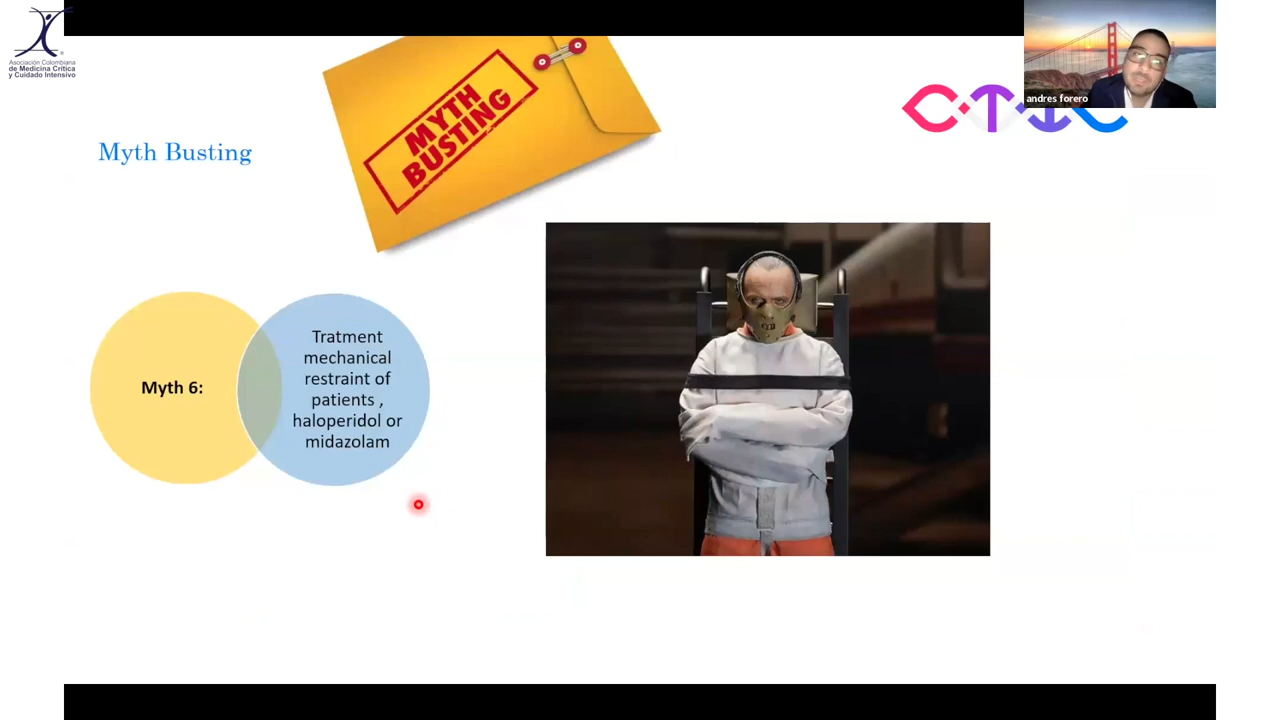 Asociación Colombiana
de Medicina Crítica
y Cuidado Intensivo
MYTH
BUSTING
CTIC
andres forero
Myth Busting
Myth 6:
Tratment
mechanical
restraint of
patients ,
haloperidol or
midazolam